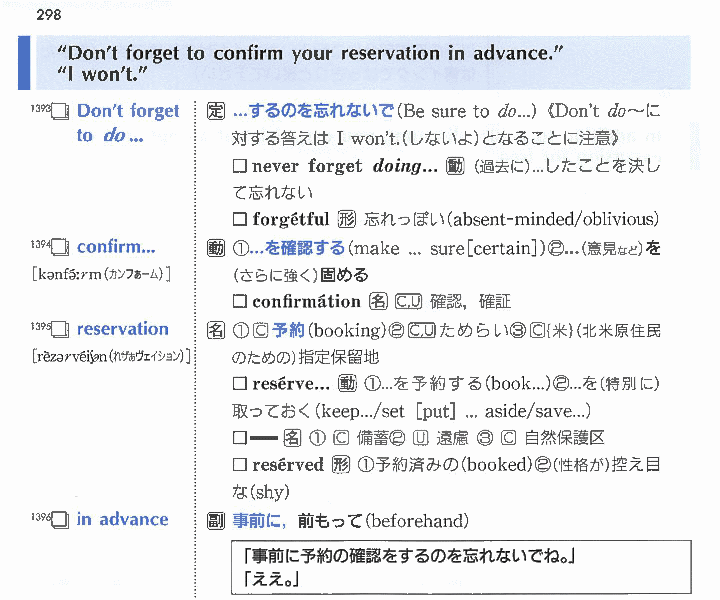 298
“Don’t forget to confirm your reservation in advance.”
“I won’t.”
1393□ Don’t forget to do ...
定 …するのを忘れないで(Be sure to do...)《Don’t do～に
対する答えは I won’t.(しないよ)となることに注意》
□ never forget doing... 動 (過去に)…したことを決し
て忘れない
□ forgétful 形 忘れっぽい(absent-minded/oblivious)
1394□ confirm...
[kənfə́ːrm(カンファーム)]
動 ①…を確認する(make ... sure[certain])②…(意見など)を
(さらに強く)固める
□ confirmátion 名 C,U 確認，確証
1395□ reservation
[rèzərvéiʃən(れザぁヴェイション)]
名 ①C予約(booking)②C,Uためらい③C{米}(北米原住民
のための)指定保留地
□ resérve... 動 ①…を予約する(book...)②…を(特別に)
取っておく(keep.../set [put] ... aside/save...)
□━ 名 ① C 備蓄② U 遠慮 ③ C 自然保護区
□ resérved 形 ①予約済みの(booked)②(性格が)控え目
な(shy)
1396□ in advance
副 事前に，前もって(beforehand)
「事前に予約の確認をするのを忘れないでね。」
「ええ。」